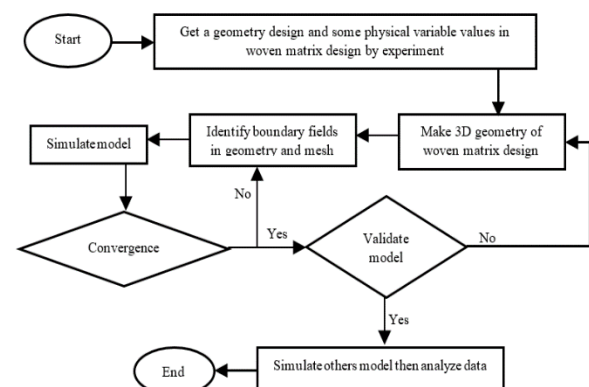 Start
Get a geometry design and some physical variable values in
woven matrix design by experiment
Simulate model
Identify boundary fields
in geometry and mesh
Make 3D geometry of
woven matrix design
No
Convergence
Yes
Validate
model
No
Yes
End
Simulate others model then analyze data